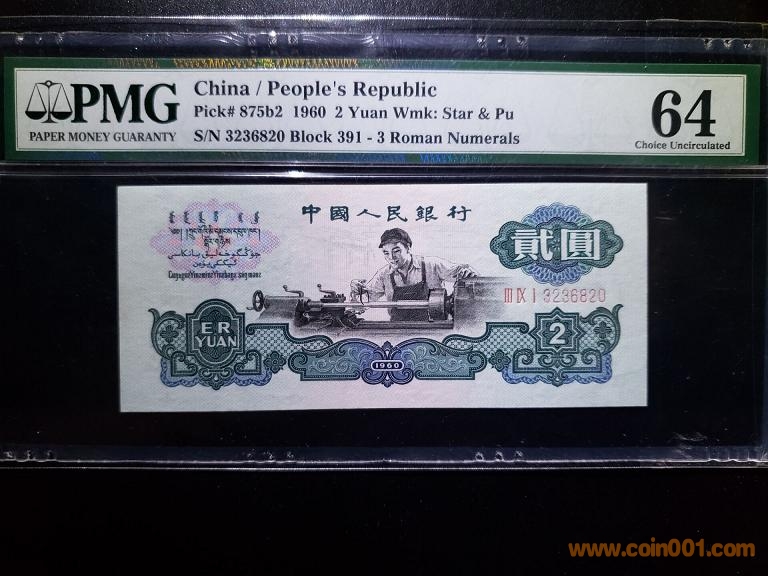 PMG
PAPER MONEY GUARANTY
China / People's Republic
Pick# 875b2 1960 2 Yuan Wmk: Star & Pu
S/N 3236820 Block 391 - 3 Roman Numerals
64
Choice Uncirculated
中國人民銀行
貳圓
III IX I 3236820
E.R
YUAN
1960
2
www.coin001.com